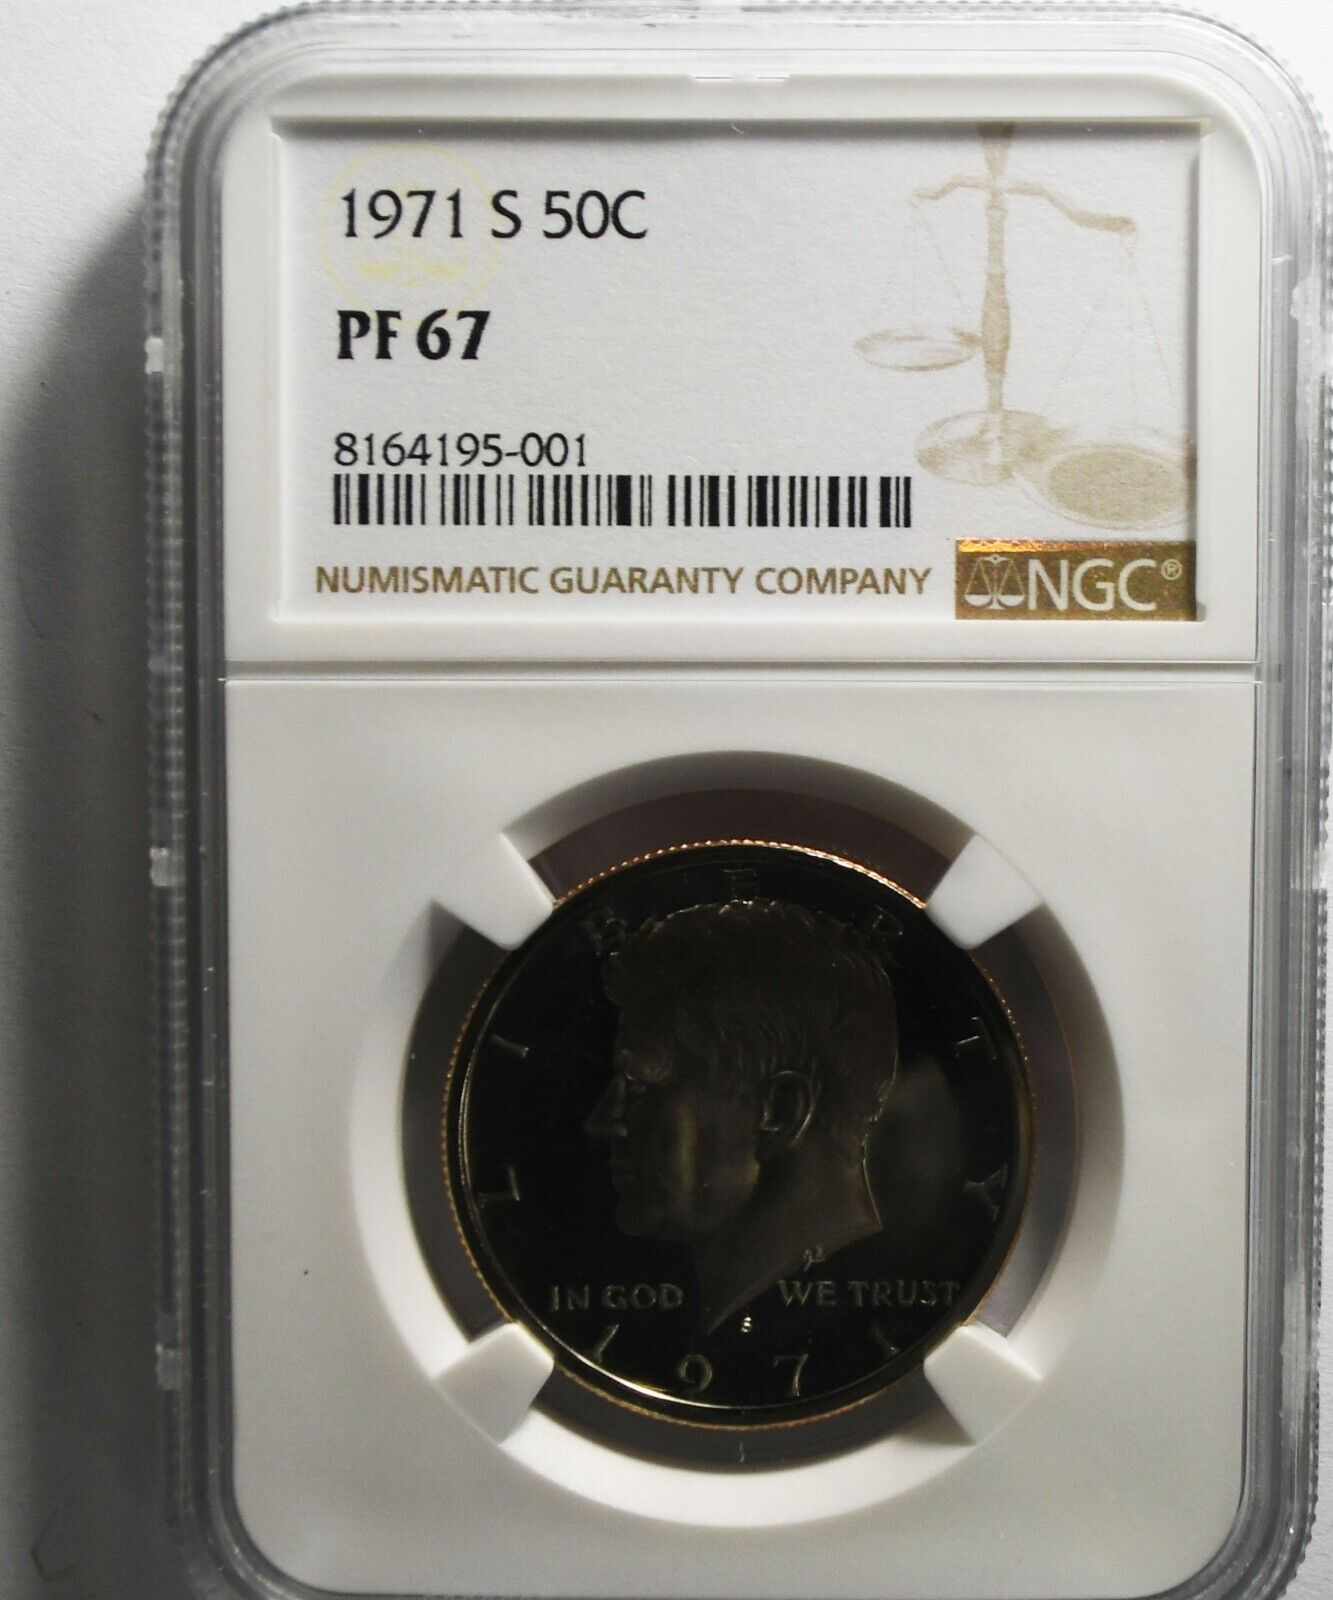 1971 S 50C
PF 67
8164195-001
NUMISMATIC GUARANTY COMPANY
NGC®
LIBERTY
IN GOD WE TRUST
S
1971